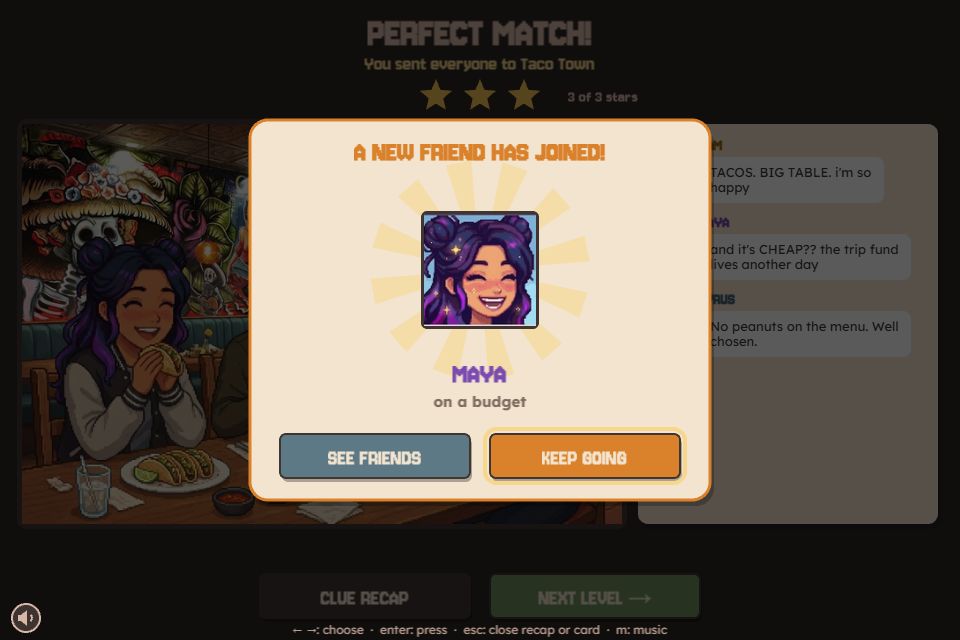 PERFECT MATCH!
You sent everyone to Taco Town
3 of 3 stars
A NEW FRIEND HAS JOINED!
MAYA
on a budget
SEE FRIENDS
KEEP GOING
TACOS. BIG TABLE. i'm so
happy
and it's CHEAP?? the trip fund
lives another day
No peanuts on the menu. Well
chosen.
CLUE RECAP
NEXT LEVEL →
← →: choose · enter: press · esc: close recap or card · m: music